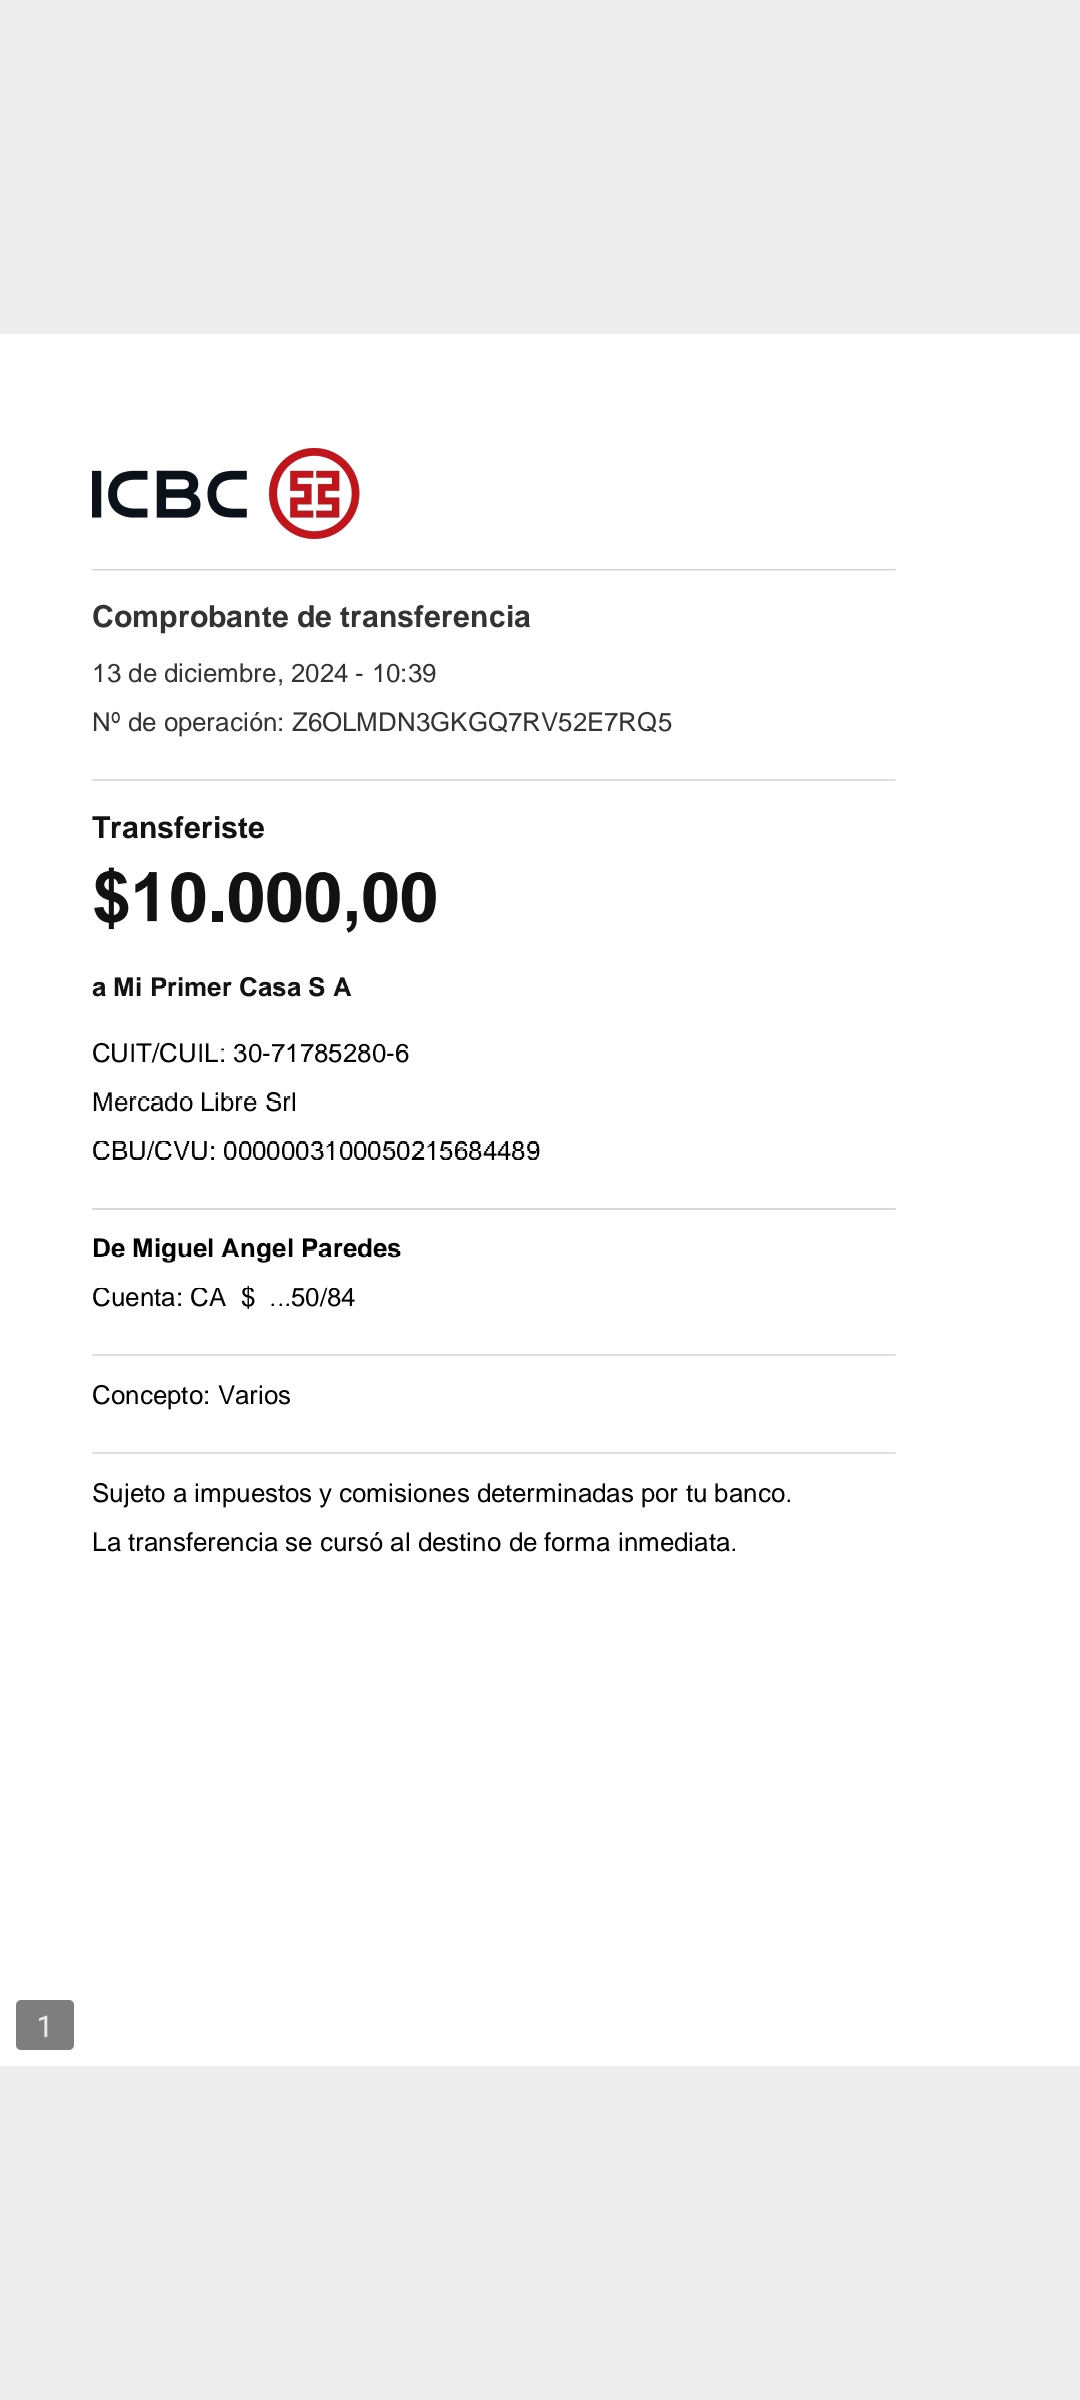 ICBC
Comprobante de transferencia
13 de diciembre, 2024 - 10:39
Nº de operación: Z6OLMDN3GKGQ7RV52E7RQ5
Transferiste
$10.000,00
a Mi Primer Casa S A
CUIT/CUIL: 30-71785280-6
Mercado Libre Srl
CBU/CVU: 0000003100050215684489
De Miguel Angel Paredes
Cuenta: CA $ ...50/84
Concepto: Varios
Sujeto a impuestos y comisiones determinadas por tu banco.
La transferencia se cursó al destino de forma inmediata.
1